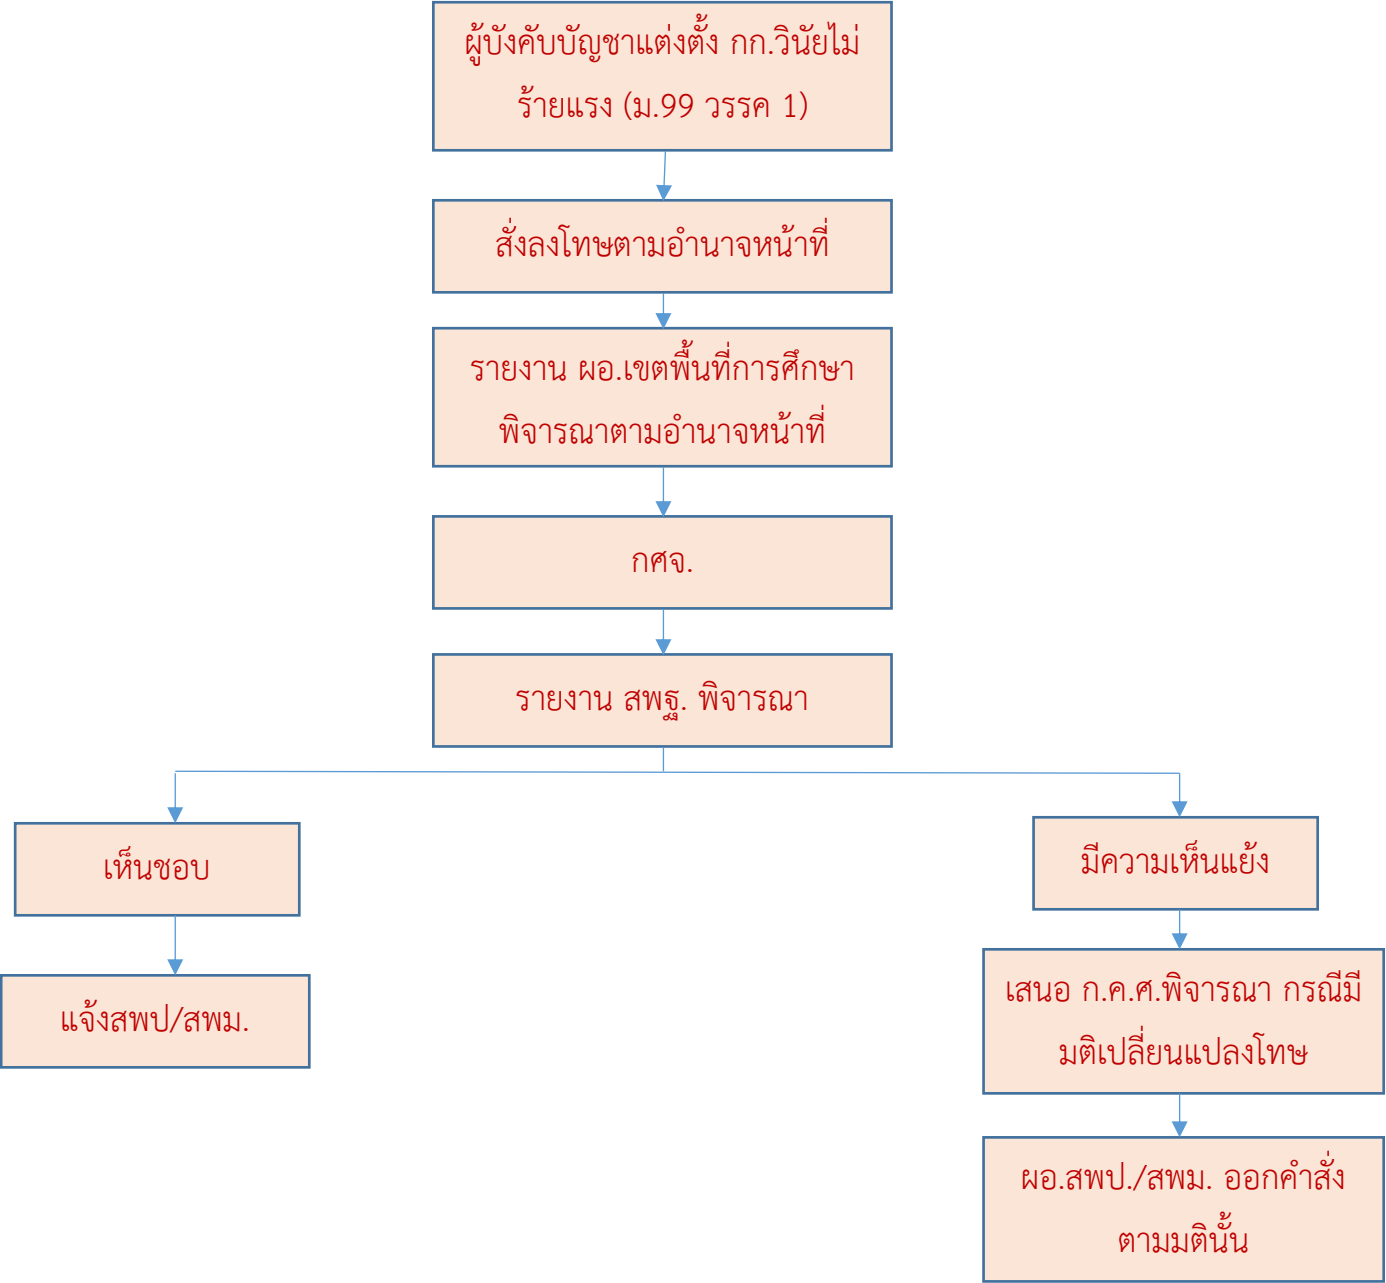 ผู้บังคับบัญชาแต่งตั้ง กก.วินัยไม่
ร้ายแรง (ม.99 วรรค 1)
สั่งลงโทษตามอำนาจหน้าที่
รายงาน ผอ.เขตพื้นที่การศึกษา
พิจารณาตามอำนาจหน้าที่
กศจ.
รายงาน สพฐ. พิจารณา
เห็นชอบ
แจ้งสพป/สพม.
มีความเห็นแย้ง
เสนอ ก.ค.ศ.พิจารณา กรณีมี
มติเปลี่ยนแปลงโทษ
ผอ.สพป./สพม. ออกคำสั่ง
ตามมตินั้น